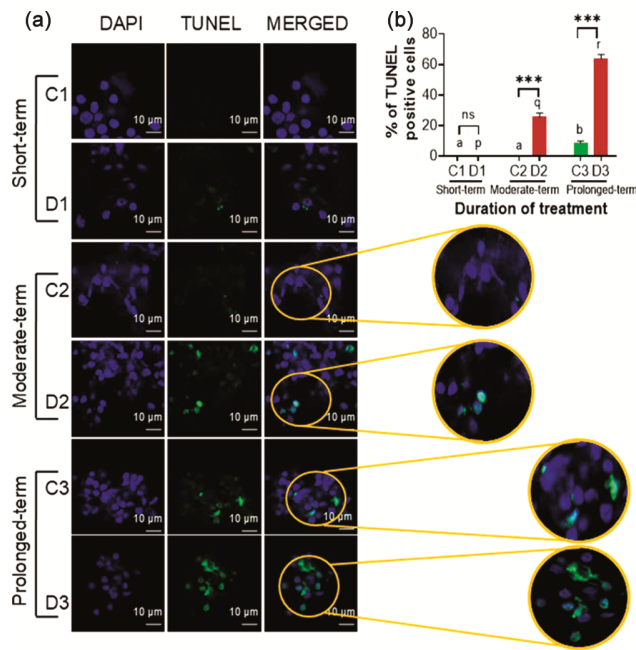 (a)
DAPI TUNEL MERGED
Short-term
C1
10 µm 10 µm 10 µm
D1
10 µm 10 µm 10 µm
Moderate-term
C2
10 µm 10 µm 10 µm
D2
10 µm 10 µm 10 µm
Prolonged-term
C3
10 µm 10 µm 10 µm
D3
10 µm 10 µm 10 µm
(b)
% of TUNEL
positive cells
80
60
40
20
0
ns
a p
***
a q
***
b r
C1 D1 C2 D2 C3 D3
Short-term Moderate-term Prolonged-term
Duration of treatment